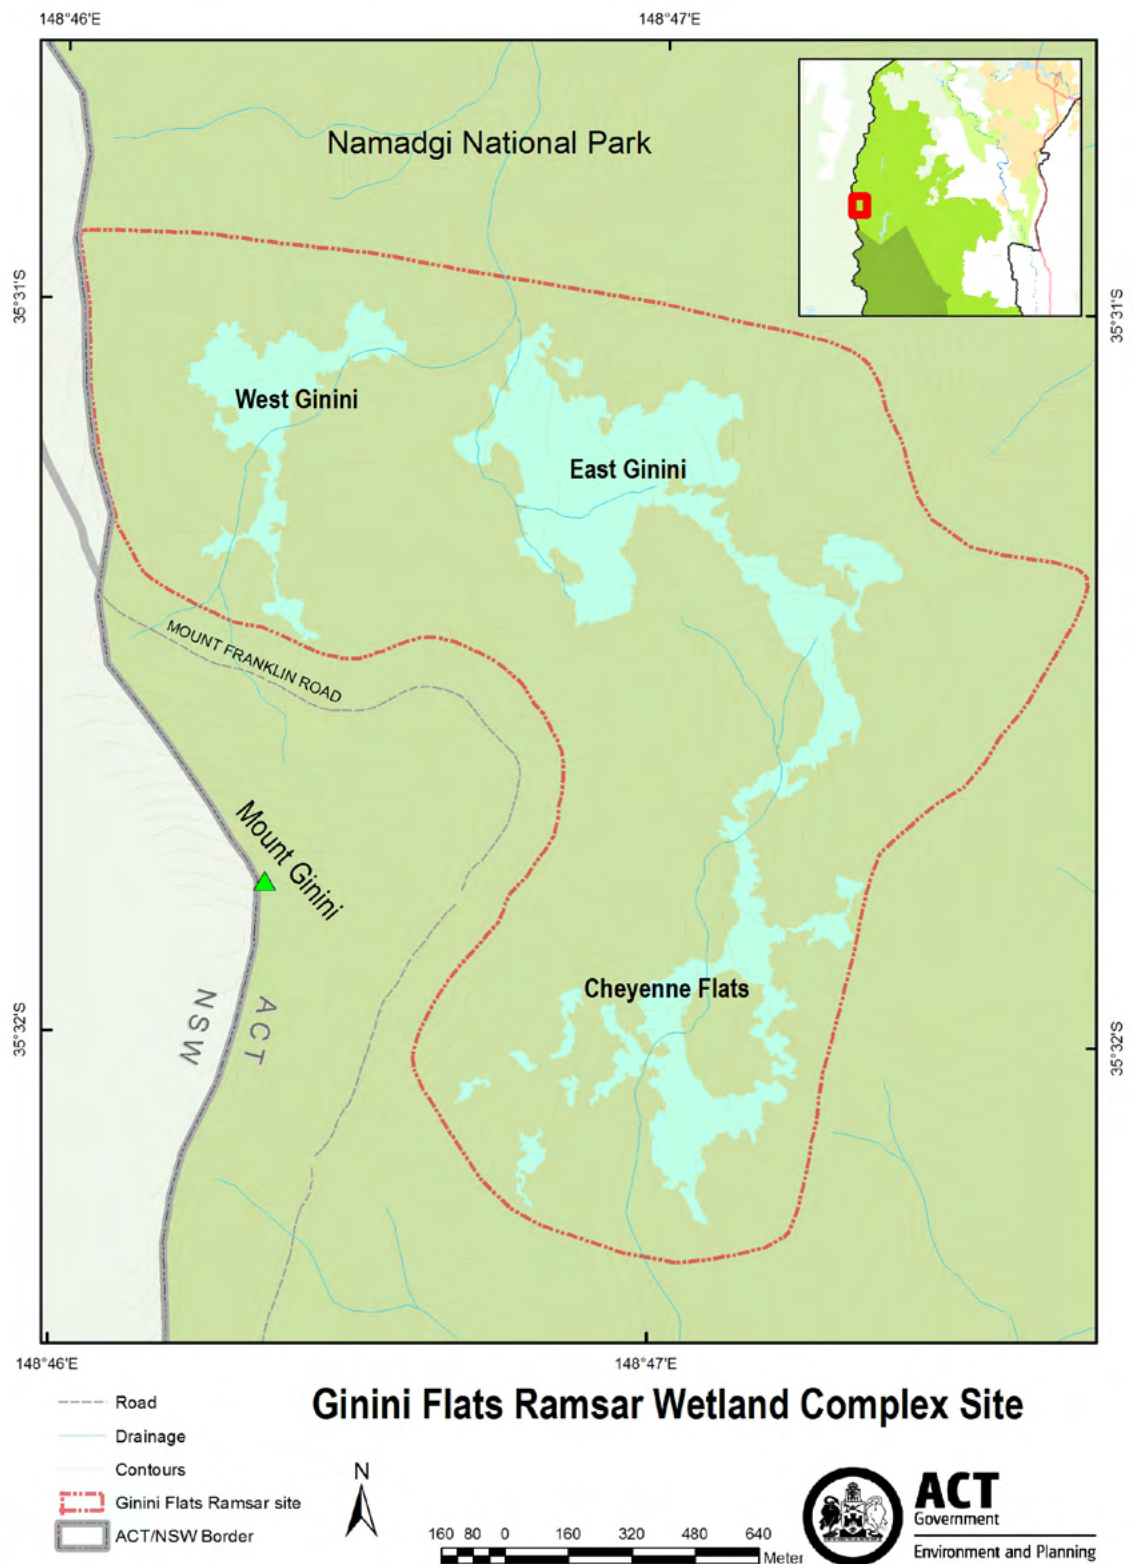 148°46'E
148°47'E
Namadgi National Park
35°31'S
35°31'S
West Ginini
East Ginini
MOUNT FRANKLIN ROAD
Mount Ginini
Cheyenne Flats
NSW
ACT
35°32'S
35°32'S
148°46'E
148°47'E
Ginini Flats Ramsar Wetland Complex Site
Road
Drainage
Contours
Ginini Flats Ramsar site
ACT/NSW Border
N
160 80 0 160 320 480 640
Meter
ACT
Government
Environment and Planning